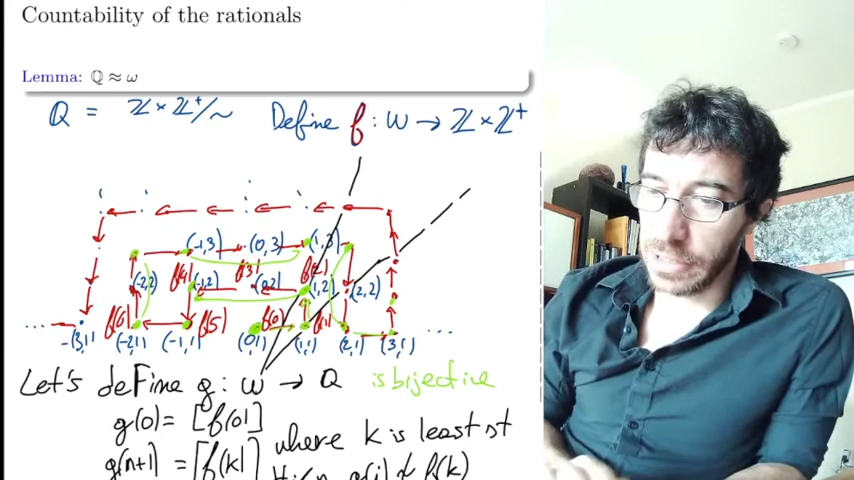 Countability of the rationals
Lemma: ℚ ≈ ω
Q = ℤ × ℤ⁺/~ Define f : ω → ℤ × ℤ⁺
(-1,3) (0,3) (1,3)
(-2,2) f(4) f(3) f(2)
(-1,2) (0,2) (1,2) (2,2)
f(6) f(5) f(0) f(1)
... -(3,1) (-2,1) (-1,1) (0,1) (1,1) (2,1) (3,1) ...
Let's define g : ω → Q is bijective
g(0) = [f(0)]
g(n+1) = [f(k)] where k is least st
g(j) ≁ f(k)